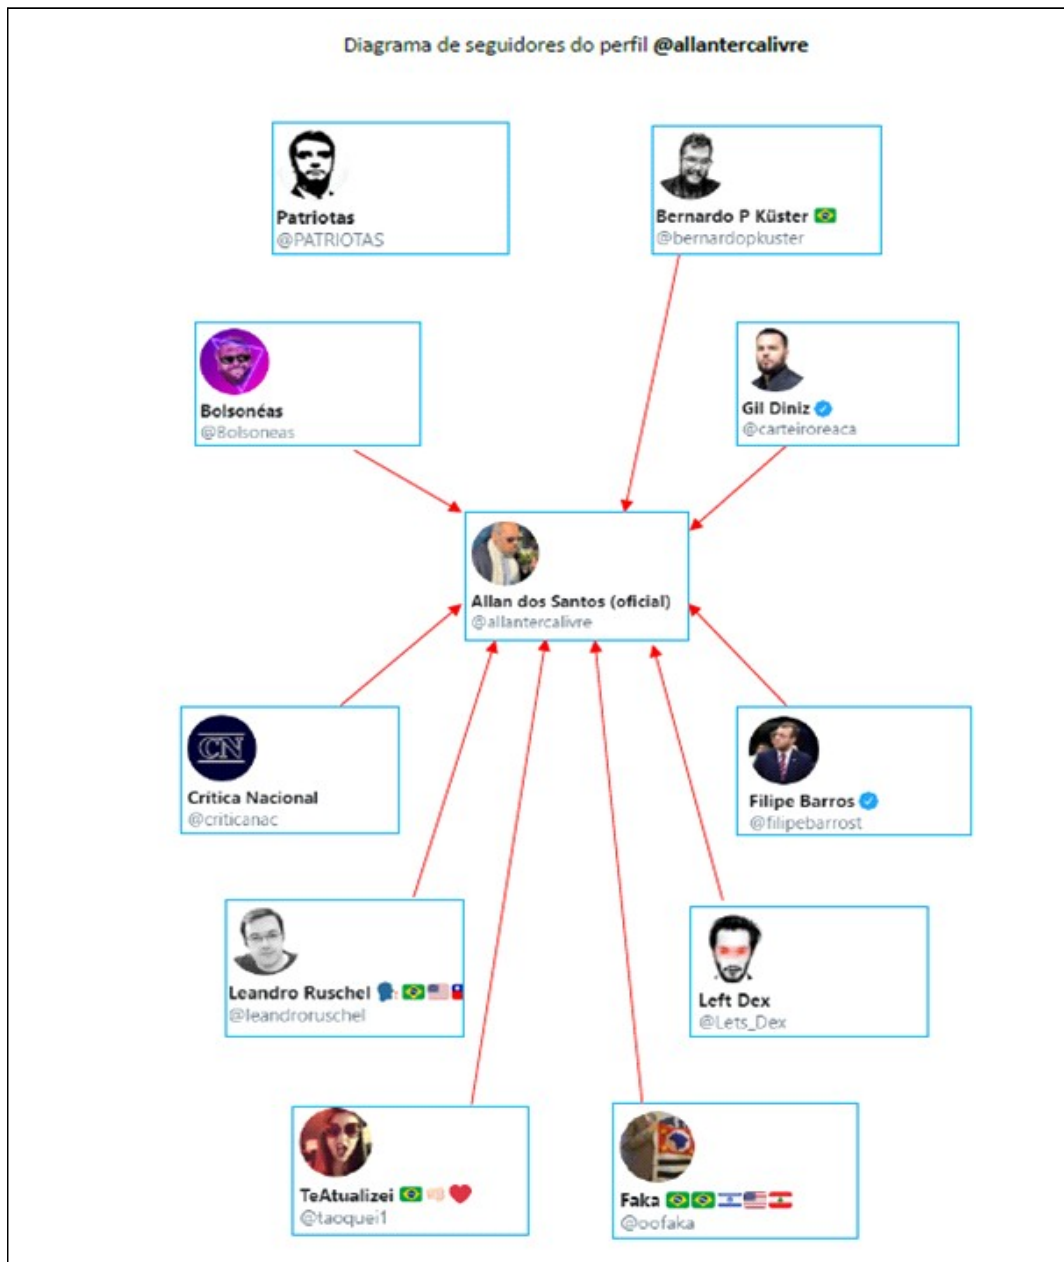 Diagrama de seguidores do perfil @allantercalivre
Patriotas
@PATRIOTAS
Bernardo P Küster 🇧🇷
@bernardopkuster
Bolsonéas
@Bolsoneas
Gil Diniz
@carteiroreaca
Allan dos Santos (oficial)
@allantercalivre
CN
Crítica Nacional
@criticanac
Filipe Barros
@filipebarrost
Leandro Ruschel 🗣🇧🇷🇺🇸
@leandroruschel
Left Dex
@Lets_Dex
TeAtualizei 🇧🇷👊🏻❤
@taoquei1
Faka 🇧🇷🇧🇷🇮🇱🇺🇸🇱🇧
@oofaka